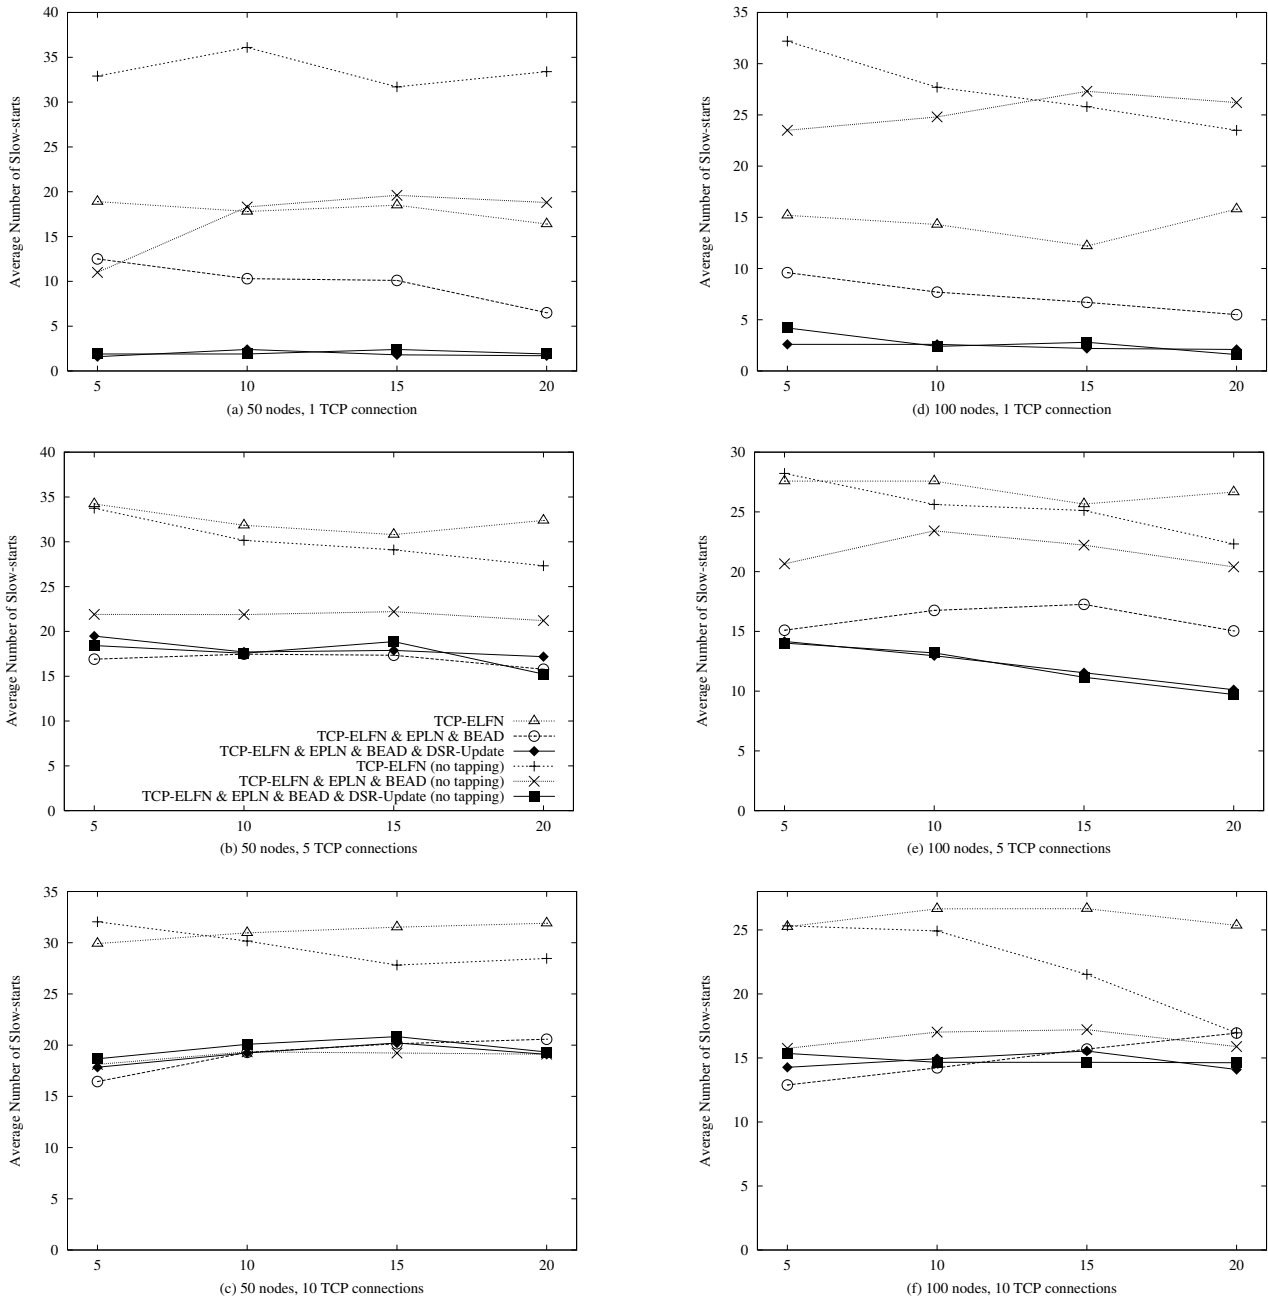 40
35
30
25
20
15
10
5
0
Average Number of Slow-starts
5 10 15 20
(a) 50 nodes, 1 TCP connection
35
30
25
20
15
10
5
0
Average Number of Slow-starts
5 10 15 20
(d) 100 nodes, 1 TCP connection
40
35
30
25
20
15
10
5
0
Average Number of Slow-starts
TCP-ELFN
TCP-ELFN & EPLN & BEAD
TCP-ELFN & EPLN & BEAD & DSR-Update
TCP-ELFN (no tapping)
TCP-ELFN & EPLN & BEAD (no tapping)
TCP-ELFN & EPLN & BEAD & DSR-Update (no tapping)
5 10 15 20
(b) 50 nodes, 5 TCP connections
30
25
20
15
10
5
0
Average Number of Slow-starts
5 10 15 20
(e) 100 nodes, 5 TCP connections
35
30
25
20
15
10
5
0
Average Number of Slow-starts
5 10 15 20
(c) 50 nodes, 10 TCP connections
25
20
15
10
5
0
Average Number of Slow-starts
5 10 15 20
(f) 100 nodes, 10 TCP connections